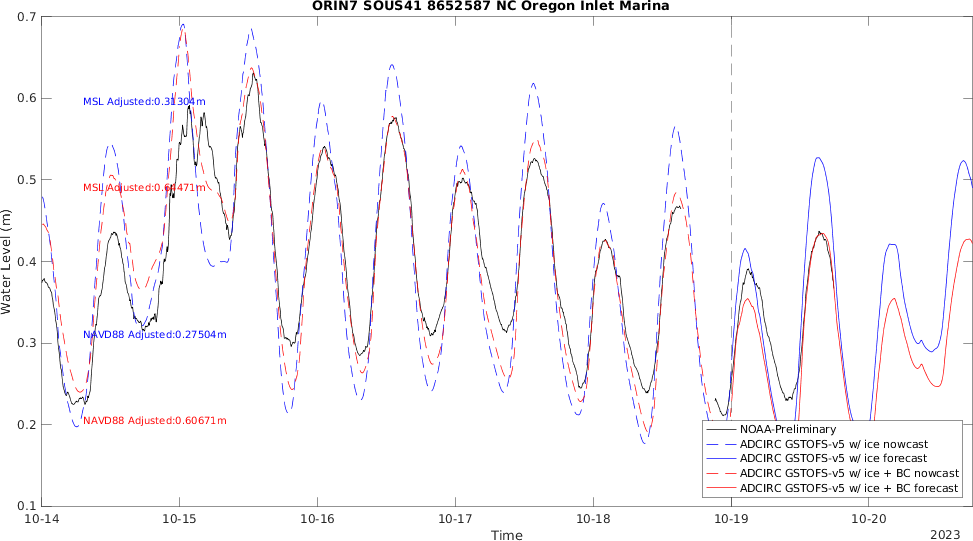 ORIN7 SOUS41 8652587 NC Oregon Inlet Marina
0.7
0.6
0.5
0.4
0.3
0.2
0.1
Water Level (m)
MSL Adjusted:0.31304m
MSL Adjusted:0.64471m
NAVD88 Adjusted:0.27504m
NAVD88 Adjusted:0.60671m
NOAA-Preliminary
ADCIRC GSTOFS-v5 w/ ice nowcast
ADCIRC GSTOFS-v5 w/ ice forecast
ADCIRC GSTOFS-v5 w/ ice + BC nowcast
ADCIRC GSTOFS-v5 w/ ice + BC forecast
10-14 10-15 10-16 10-17 10-18 10-19 10-20
Time
2023